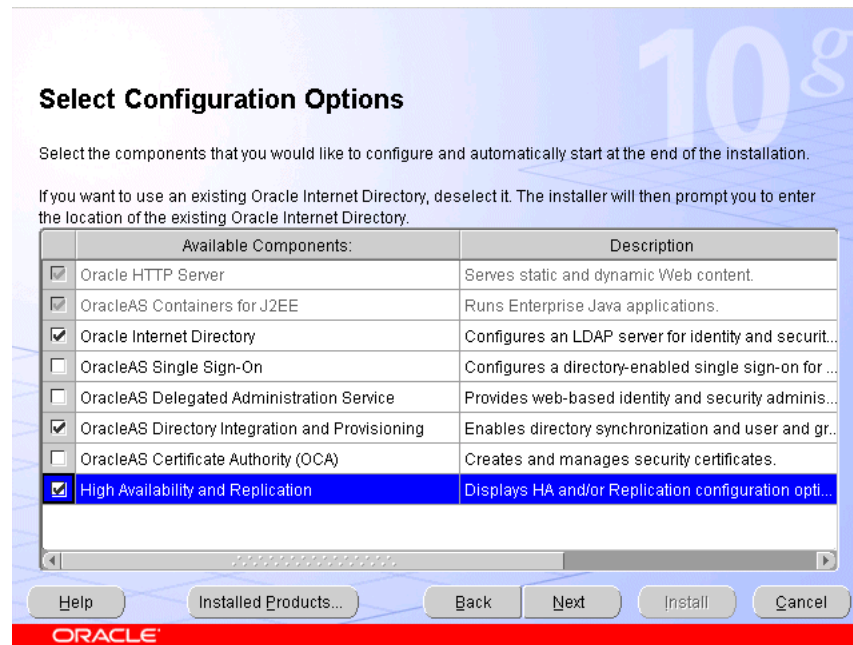 10g
Select Configuration Options
Select the components that you would like to configure and automatically start at the end of the installation.
If you want to use an existing Oracle Internet Directory, deselect it. The installer will then prompt you to enter
the location of the existing Oracle Internet Directory.
Available Components: Description
Oracle HTTP Server Serves static and dynamic Web content.
OracleAS Containers for J2EE Runs Enterprise Java applications.
Oracle Internet Directory Configures an LDAP server for identity and securit...
OracleAS Single Sign-On Configures a directory-enabled single sign-on for ...
OracleAS Delegated Administration Service Provides web-based identity and security adminis...
OracleAS Directory Integration and Provisioning Enables directory synchronization and user and gr...
OracleAS Certificate Authority (OCA) Creates and manages security certificates.
High Availability and Replication Displays HA and/or Replication configuration opti...
Help Installed Products... Back Next Install Cancel
ORACLE